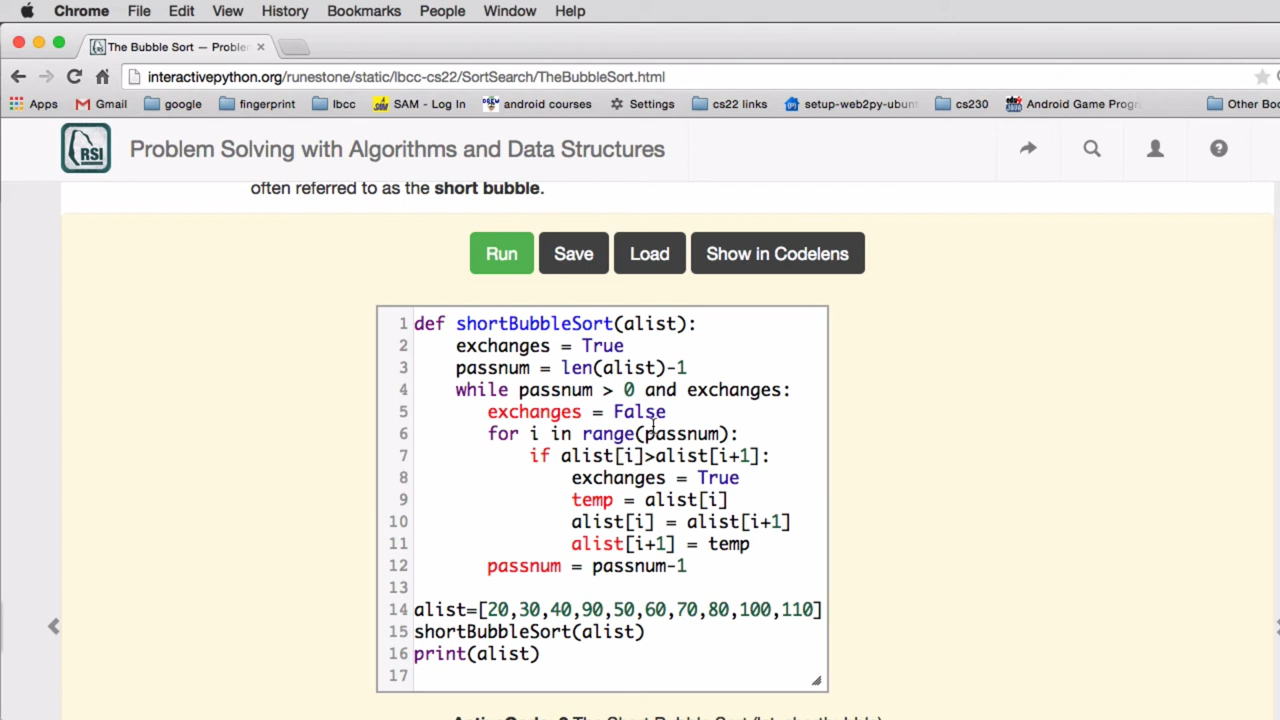 Chrome File Edit View History Bookmarks People Window Help
The Bubble Sort — Probler
interactivepython.org/runestone/static/lbcc-cs22/SortSearch/TheBubbleSort.html
Apps Gmail google fingerprint lbcc SAM - Log In android courses Settings cs22 links setup-web2py-ubun cs230 Android Game Progr Other Boo
RSI Problem Solving with Algorithms and Data Structures
often referred to as the short bubble.
Run Save Load Show in Codelens
1 def shortBubbleSort(alist):
2 exchanges = True
3 passnum = len(alist)-1
4 while passnum > 0 and exchanges:
5 exchanges = False
6 for i in range(passnum):
7 if alist[i]>alist[i+1]:
8 exchanges = True
9 temp = alist[i]
10 alist[i] = alist[i+1]
11 alist[i+1] = temp
12 passnum = passnum-1
13
14 alist=[20,30,40,90,50,60,70,80,100,110]
15 shortBubbleSort(alist)
16 print(alist)
17